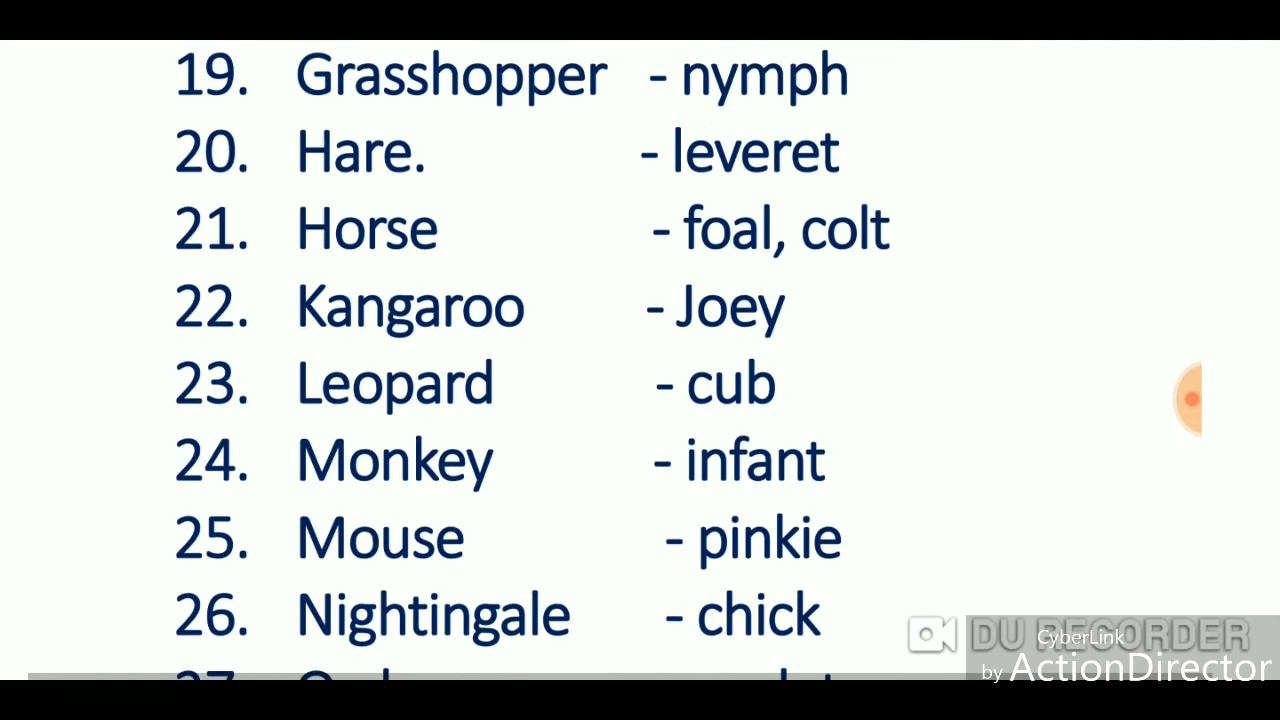 19. Grasshopper - nymph
20. Hare. - leveret
21. Horse - foal, colt
22. Kangaroo - Joey
23. Leopard - cub
24. Monkey - infant
25. Mouse - pinkie
26. Nightingale - chick
DU RECORDER
CyberLink
by ActionDirector